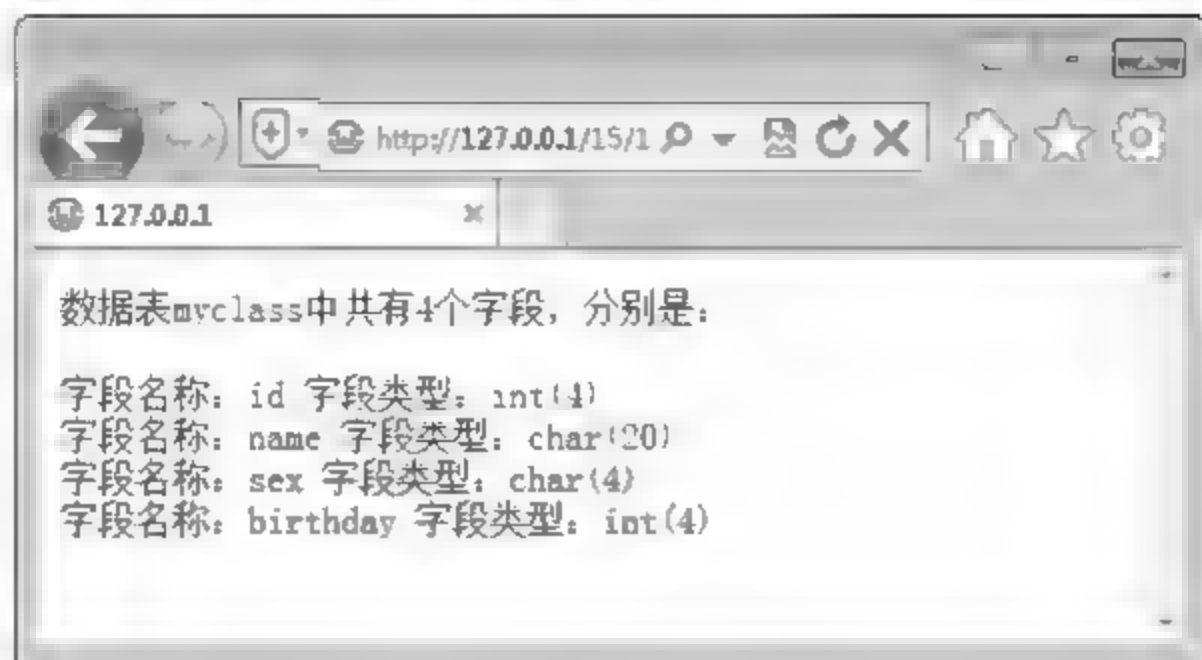 http://127.0.0.1/15/1
127.0.0.1
数据表myclass中共有4个字段，分别是：
字段名称：id 字段类型：int(4)
字段名称：name 字段类型：char(20)
字段名称：sex 字段类型：char(4)
字段名称：birthday 字段类型：int(4)